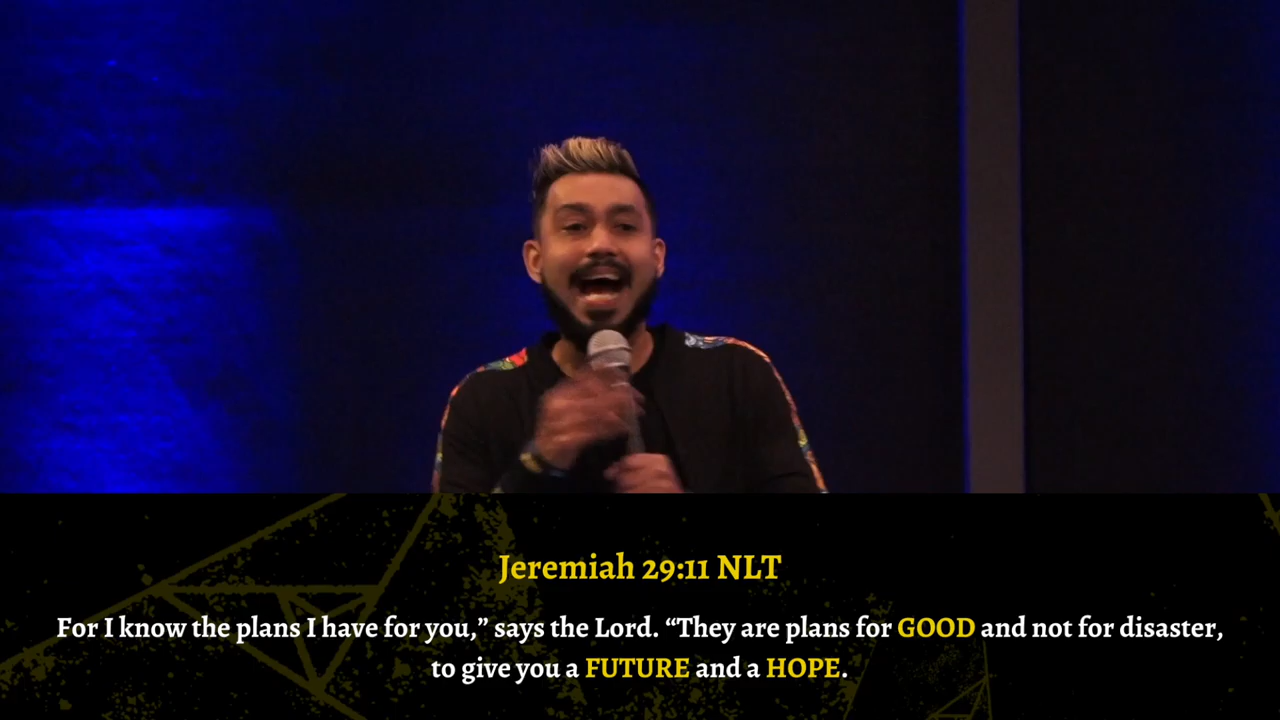 Jeremiah 29:11 NLT
For I know the plans I have for you,” says the Lord. “They are plans for GOOD and not for disaster,
to give you a FUTURE and a HOPE.